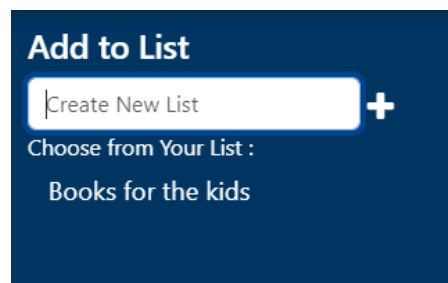 Add to List
Create New List
Choose from Your List :
Books for the kids